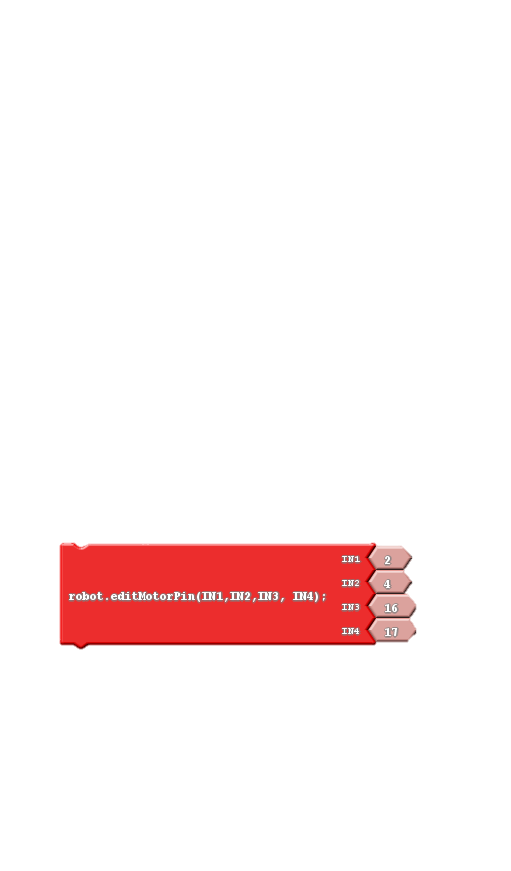 IN1 2
IN2 4
robot.editMotorPin(IN1,IN2,IN3, IN4);
IN3 16
IN4 17